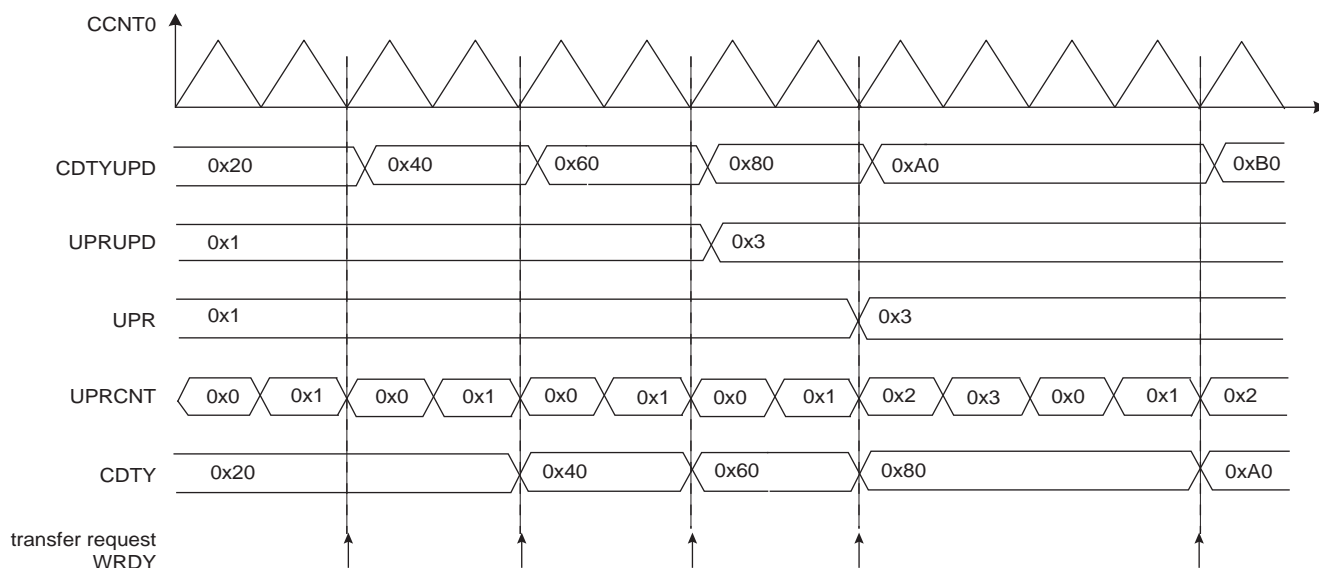 CCNT0
CDTYUPD 0x20 0x40 0x60 0x80 0xA0 0xB0
UPRUPD 0x1 0x3
UPR 0x1 0x3
UPRCNT 0x0 0x1 0x0 0x1 0x0 0x1 0x0 0x1 0x2 0x3 0x0 0x1 0x2
CDTY 0x20 0x40 0x60 0x80 0xA0
transfer request
WRDY